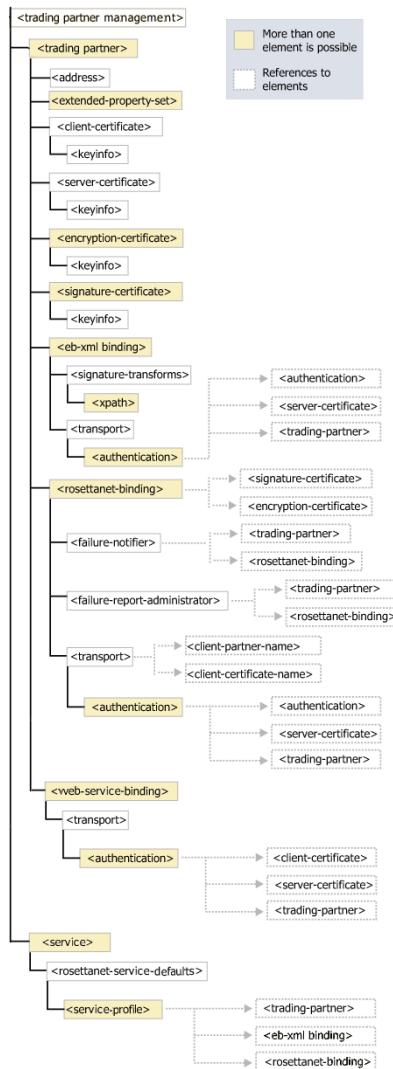 <trading partner management>
More than one
element is possible
References to
elements
<trading partner>
<address>
<extended-property-set>
<client-certificate>
<keyinfo>
<server-certificate>
<keyinfo>
<encryption-certificate>
<keyinfo>
<signature-certificate>
<keyinfo>
<eb-xml binding>
<signature-transforms>
<authentication>
<xpath>
<server-certificate>
<transport>
<trading-partner>
<authentication>
<rosettanet-binding>
<signature-certificate>
<encryption-certificate>
<failure-notifier>
<trading-partner>
<rosettanet-binding>
<failure-report-administrator>
<trading-partner>
<rosettanet-binding>
<transport>
<client-partner-name>
<client-certificate-name>
<authentication>
<authentication>
<server-certificate>
<trading-partner>
<web-service-binding>
<transport>
<authentication>
<client-certificate>
<server-certificate>
<trading-partner>
<service>
<rosettanet-service-defaults>
<service-profile>
<trading-partner>
<eb-xml binding>
<rosettanet-binding>